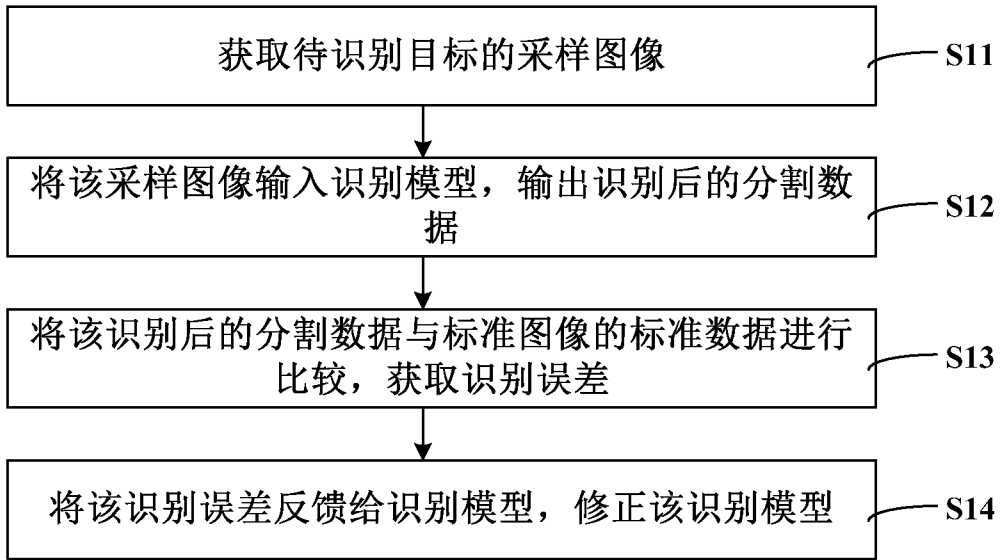 获取待识别目标的采样图像
S11
将该采样图像输入识别模型，输出识别后的分割数
据
S12
将该识别后的分割数据与标准图像的标准数据进行
比较，获取识别误差
S13
将该识别误差反馈给识别模型，修正该识别模型
S14